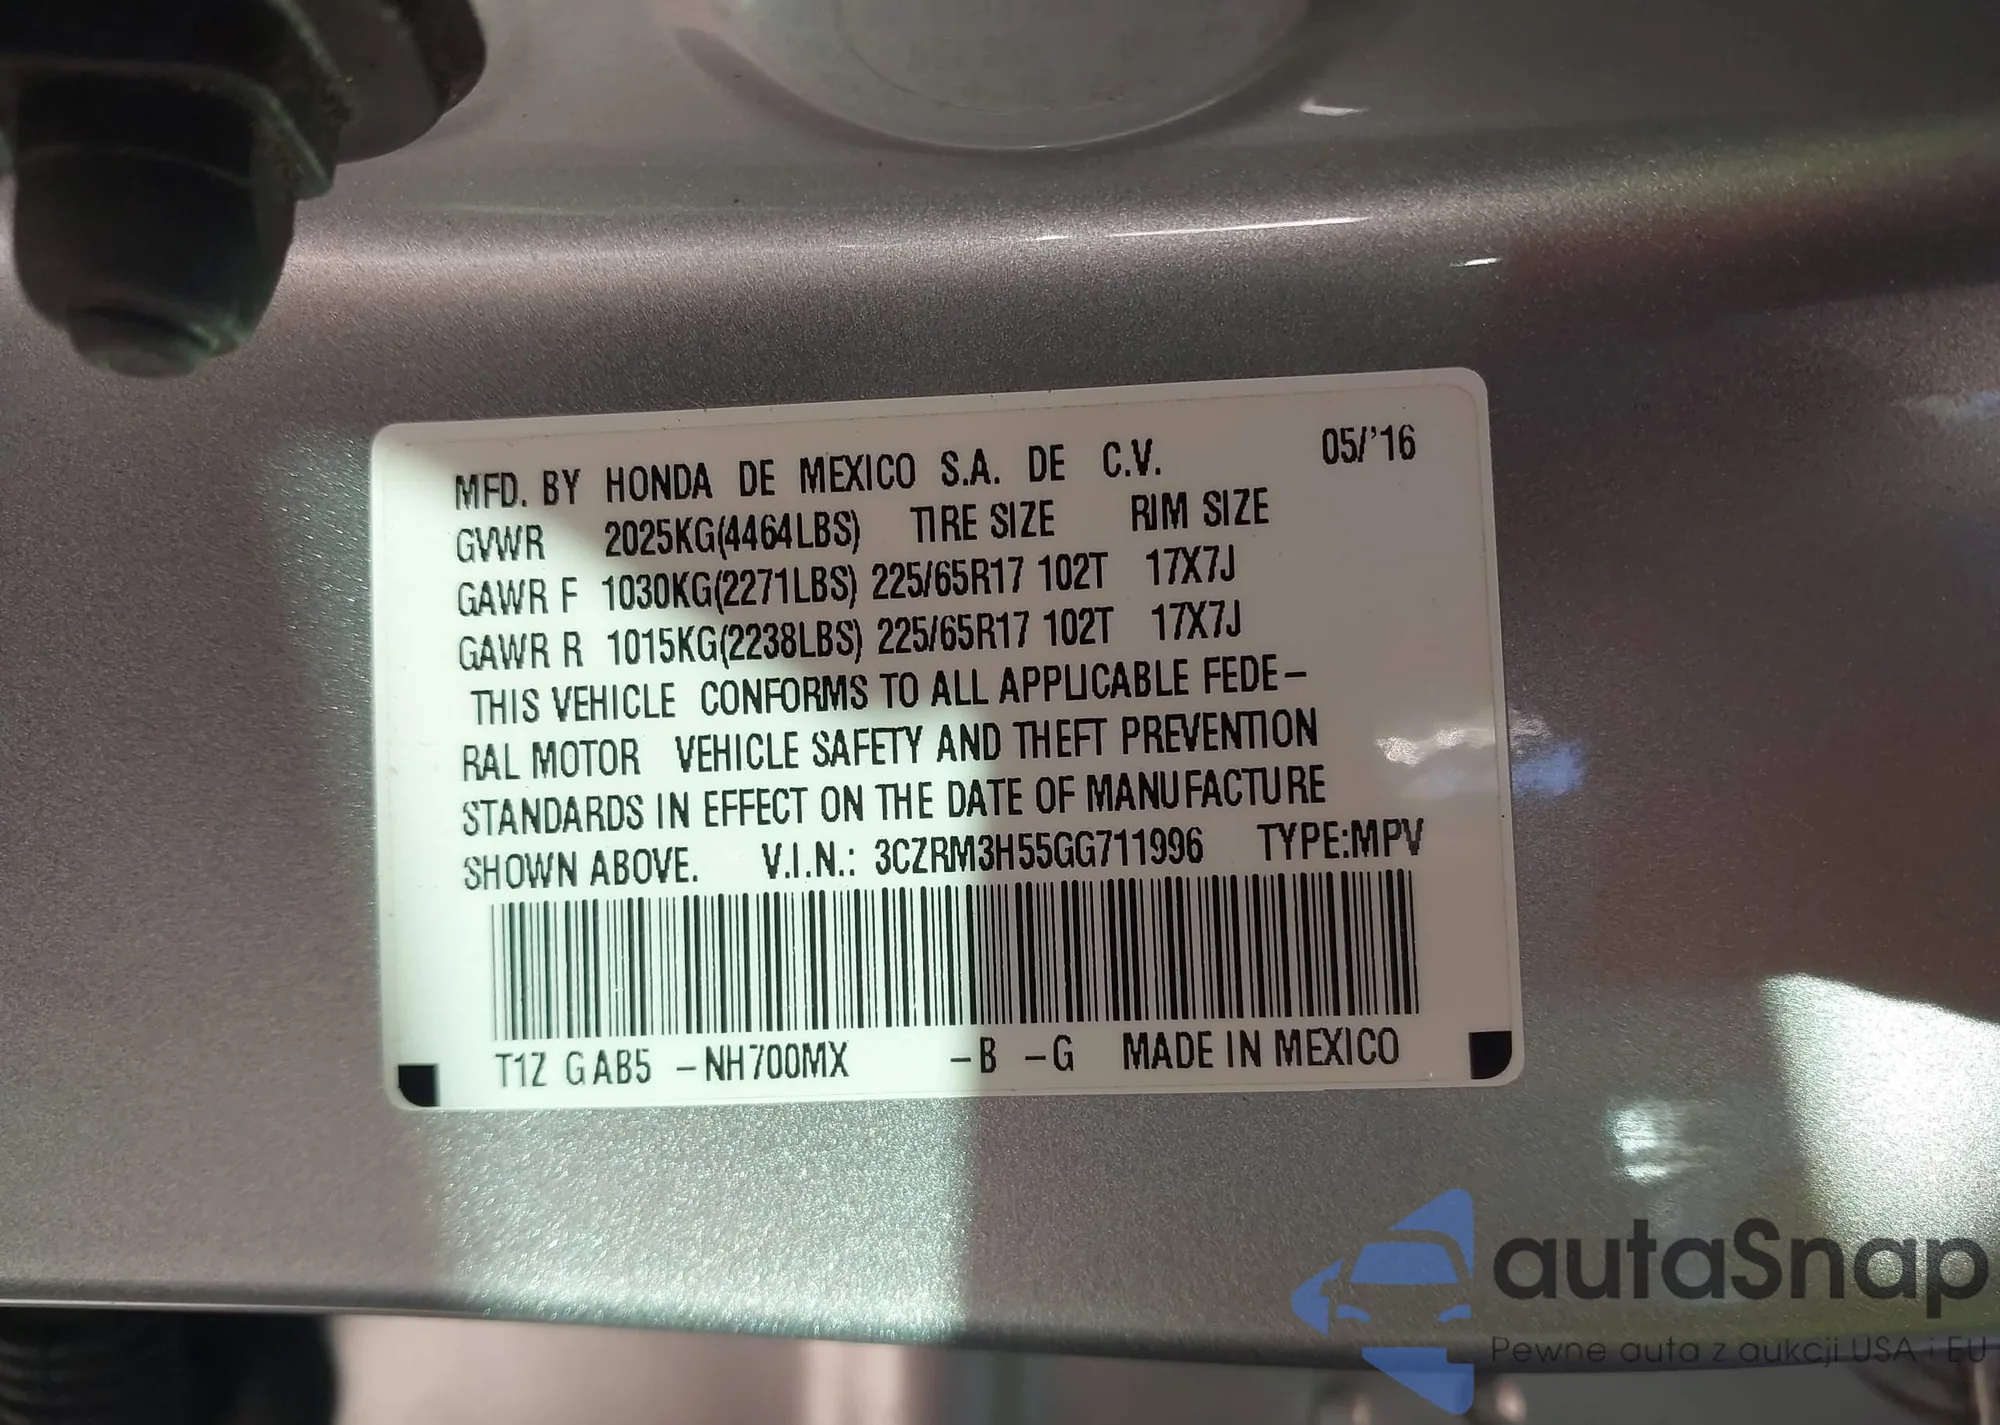 MFD. BY HONDA DE MEXICO S.A. DE C.V. 05/'16
GVWR 2025KG(4464LBS) TIRE SIZE RIM SIZE
GAWR F 1030KG(2271LBS) 225/65R17 102T 17X7J
GAWR R 1015KG(2238LBS) 225/65R17 102T 17X7J
THIS VEHICLE CONFORMS TO ALL APPLICABLE FEDE-
RAL MOTOR VEHICLE SAFETY AND THEFT PREVENTION
STANDARDS IN EFFECT ON THE DATE OF MANUFACTURE
SHOWN ABOVE. V.I.N.: 3CZRM3H55GG711996 TYPE:MPV
T1Z GAB5 -NH700MX -B -G MADE IN MEXICO
autaSnap
Pewne auta z aukcji USA i EU